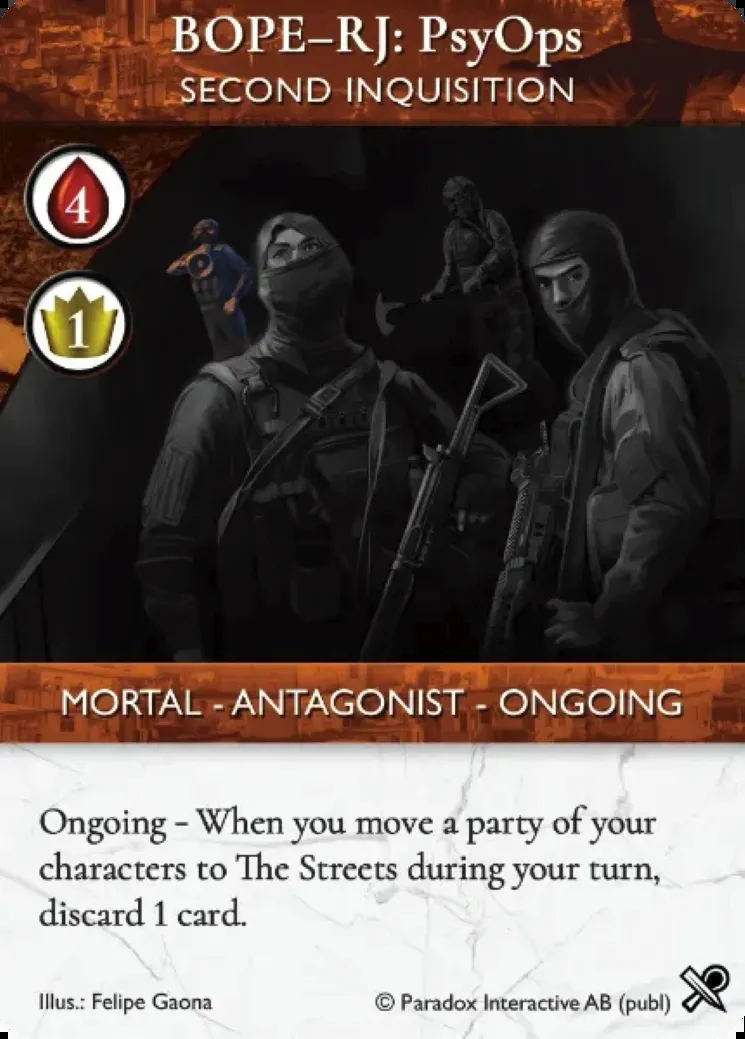 BOPE–RJ: PsyOps
SECOND INQUISITION
4
1
MORTAL - ANTAGONIST - ONGOING
Ongoing – When you move a party of your
characters to The Streets during your turn,
discard 1 card.
Illus.: Felipe Gaona
© Paradox Interactive AB (publ)